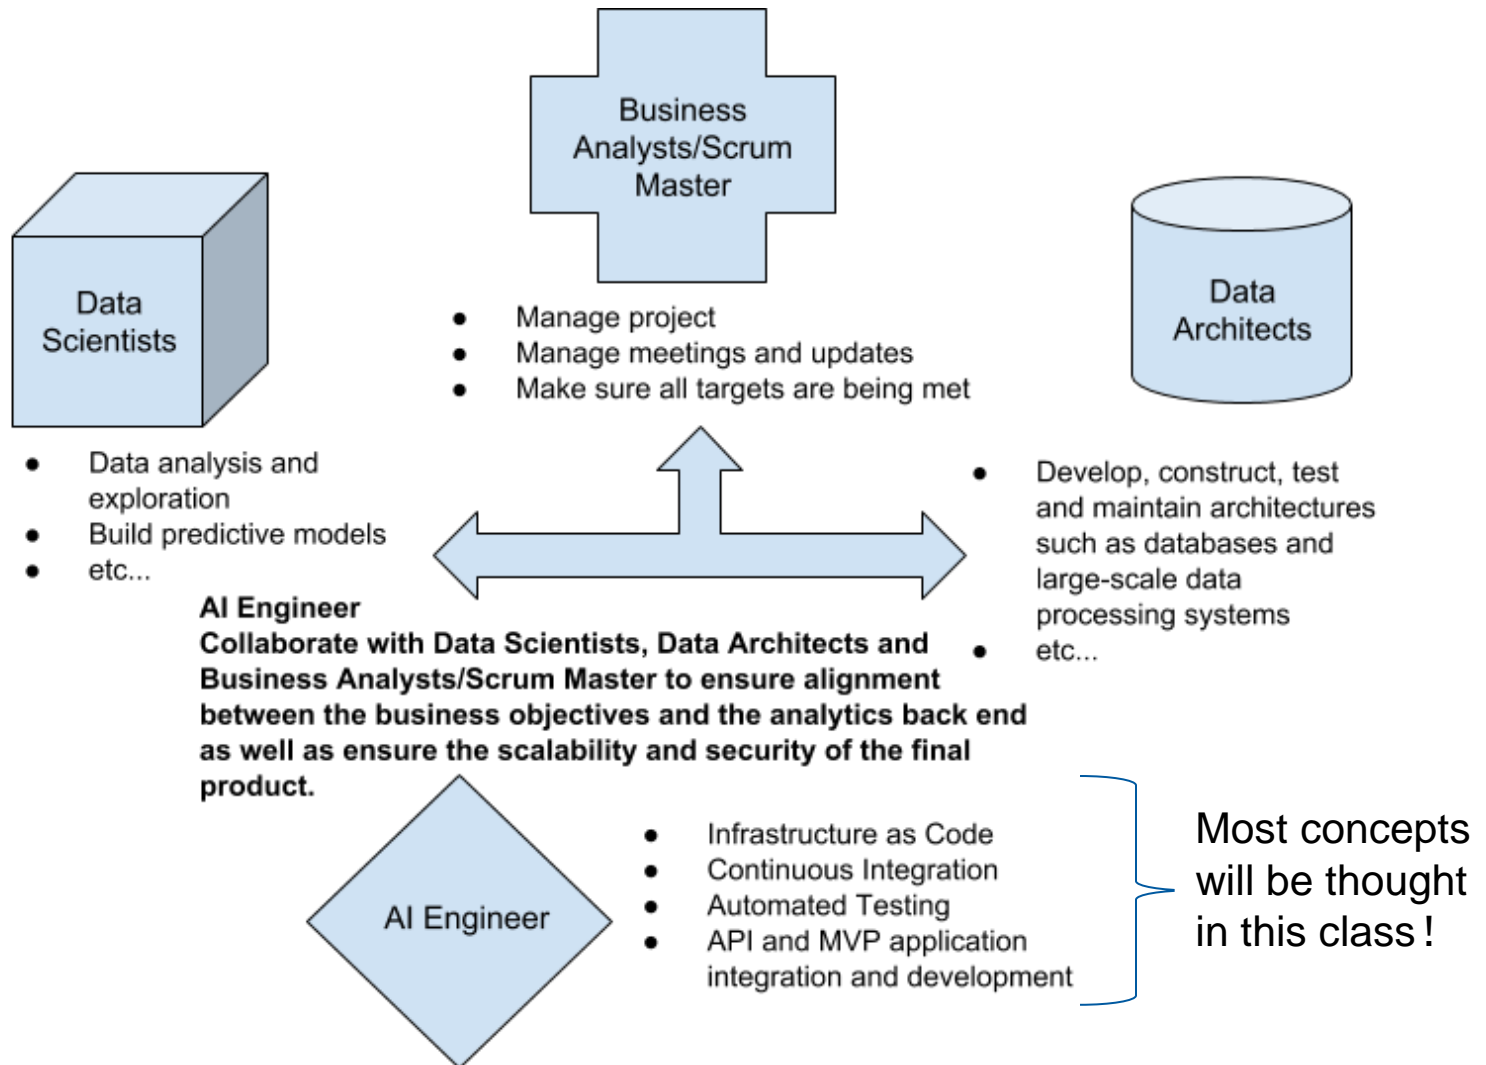 Business
Analysts/Scrum
Master
Data
Scientists
Data
Architects
● Manage project
● Manage meetings and updates
● Make sure all targets are being met
● Data analysis and
exploration
● Build predictive models
● etc...
● Develop, construct, test
and maintain architectures
such as databases and
large-scale data
processing systems
● etc...
AI Engineer
Collaborate with Data Scientists, Data Architects and
Business Analysts/Scrum Master to ensure alignment
between the business objectives and the analytics back end
as well as ensure the scalability and security of the final
product.
AI Engineer
● Infrastructure as Code
● Continuous Integration
● Automated Testing
● API and MVP application
integration and development
Most concepts
will be thought
in this class!